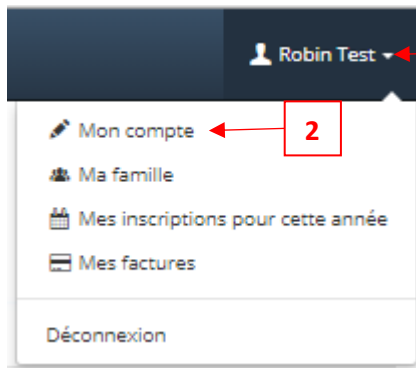 Robin Test
Mon compte
2
Ma famille
Mes inscriptions pour cette année
Mes factures
Déconnexion